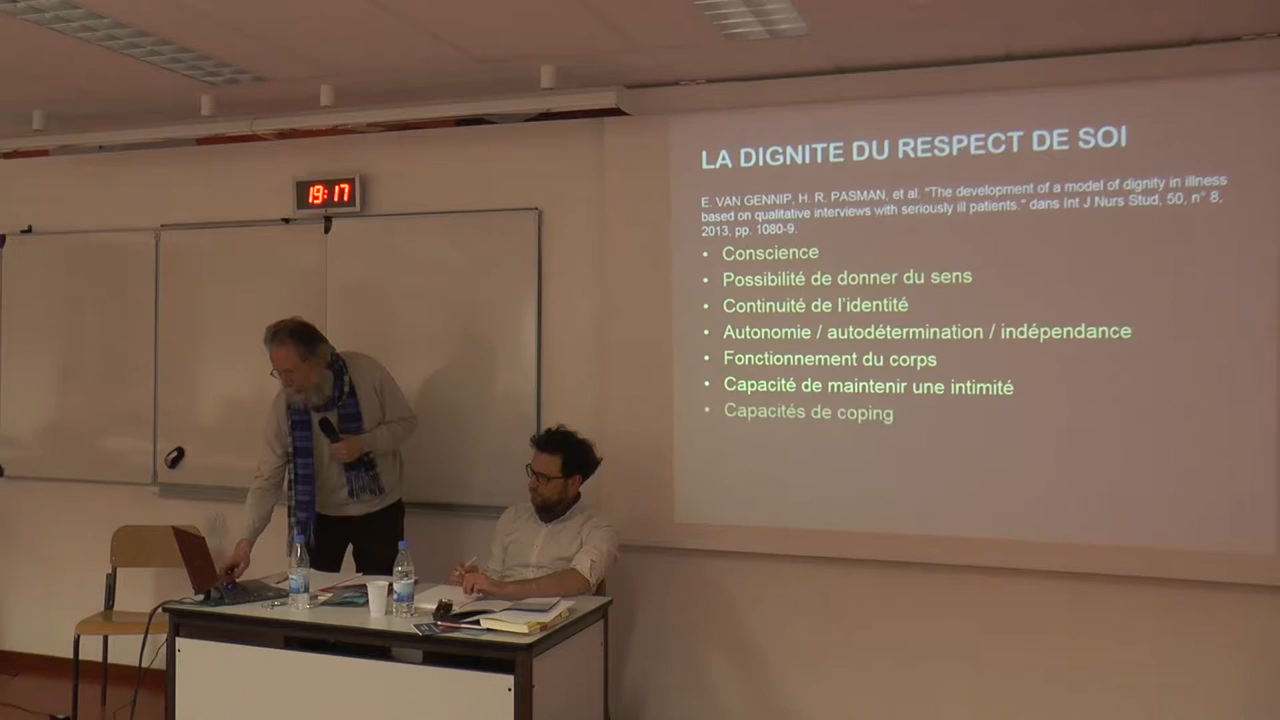 19:17
LA DIGNITE DU RESPECT DE SOI
E. VAN GENNIP, H. R. PASMAN, et al. "The development of a model of dignity in illness
based on qualitative interviews with seriously ill patients." dans Int J Nurs Stud, 50, n° 8,
2013, pp. 1080-9.
• Conscience
• Possibilité de donner du sens
• Continuité de l'identité
• Autonomie / autodétermination / indépendance
• Fonctionnement du corps
• Capacité de maintenir une intimité
• Capacités de coping